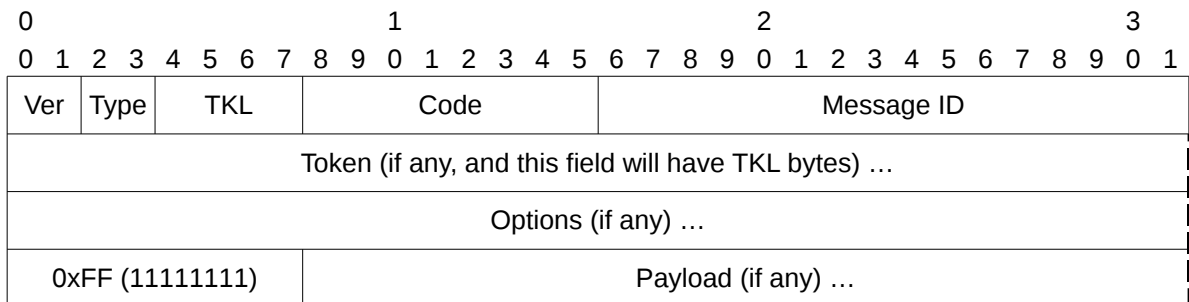 0 1 2 3
0 1 2 3 4 5 6 7 8 9 0 1 2 3 4 5 6 7 8 9 0 1 2 3 4 5 6 7 8 9 0 1
Ver Type TKL Code Message ID
Token (if any, and this field will have TKL bytes) …
Options (if any) …
0xFF (11111111) Payload (if any) …